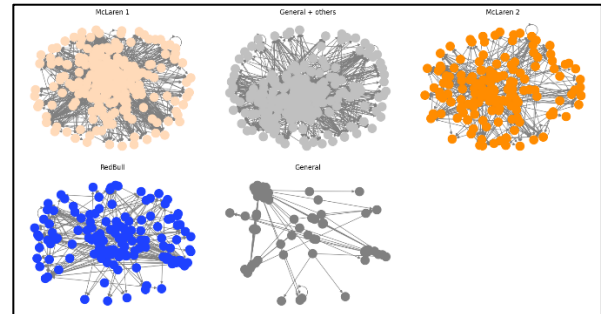 McLaren 1
General + others
McLaren 2
RedBull
General